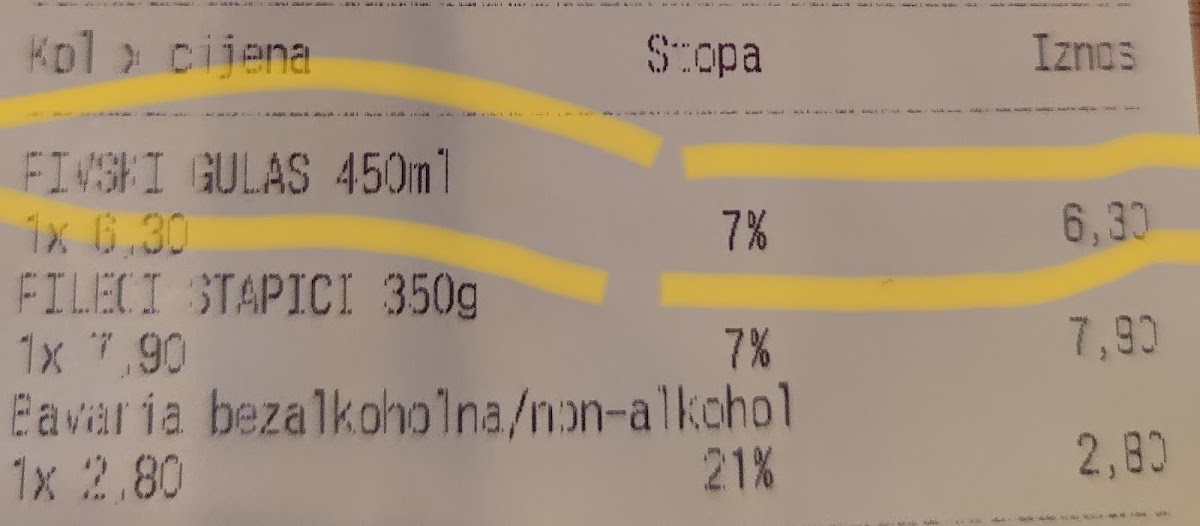 Kol x cijena Stopa Iznos
GULAS 450ml
1x 6,30 7% 6,30
FILECI STAPICI 350g
1x 7,90 7% 7,90
Bavaria bezalkoholna/non-alkohol
1x 2,80 21% 2,80